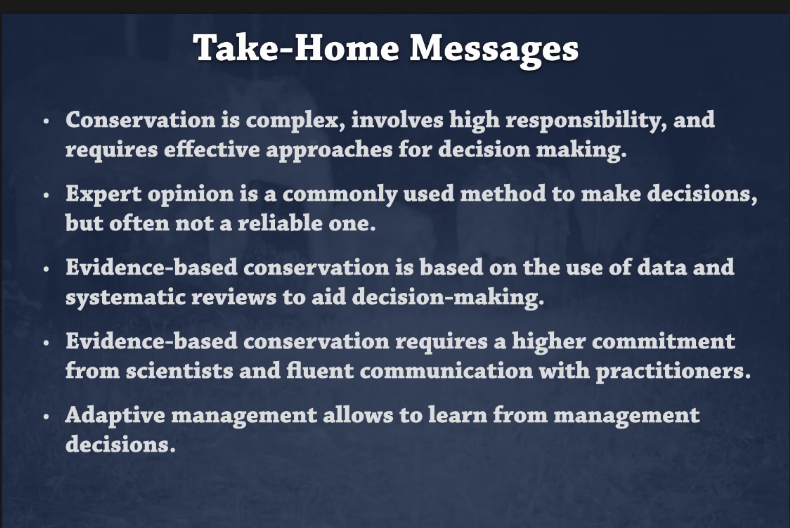 Take-Home Messages
• Conservation is complex, involves high responsibility, and
requires effective approaches for decision making.
• Expert opinion is a commonly used method to make decisions,
but often not a reliable one.
• Evidence-based conservation is based on the use of data and
systematic reviews to aid decision-making.
• Evidence-based conservation requires a higher commitment
from scientists and fluent communication with practitioners.
• Adaptive management allows to learn from management
decisions.